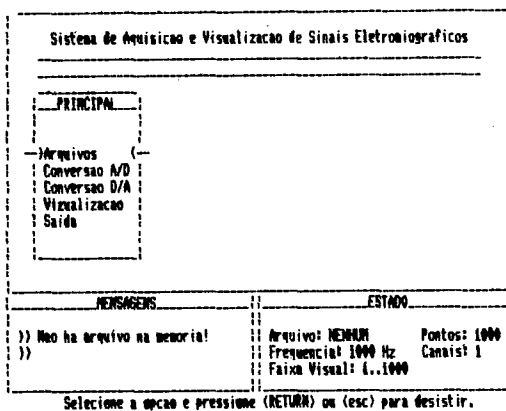 Sistema de Aquisicao e Visualizacao de Sinais Eletromiograficos
PRINCIPAL
Arquivos
Conversao A/D
Conversao D/A
Vizualizacao
Saida
MENSAGENS
>> Nao ha arquivo na memoria!
>>
ESTADO
Arquivo: NENHUM Pontos: 1000
Frequencia: 1000 Hz Canais: 1
Faixa Visual: 1..1000
Selecione a opcao e pressione (RETURN) ou (esc) para desistir.